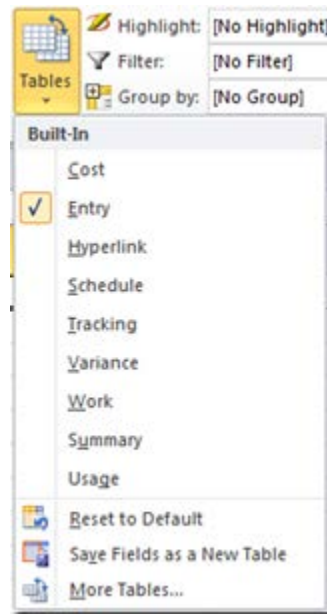 Highlight: [No Highlight]
Filter: [No Filter]
Tables
Group by: [No Group]
Built-In
Cost
Entry
Hyperlink
Schedule
Tracking
Variance
Work
Summary
Usage
Reset to Default
Save Fields as a New Table
More Tables...